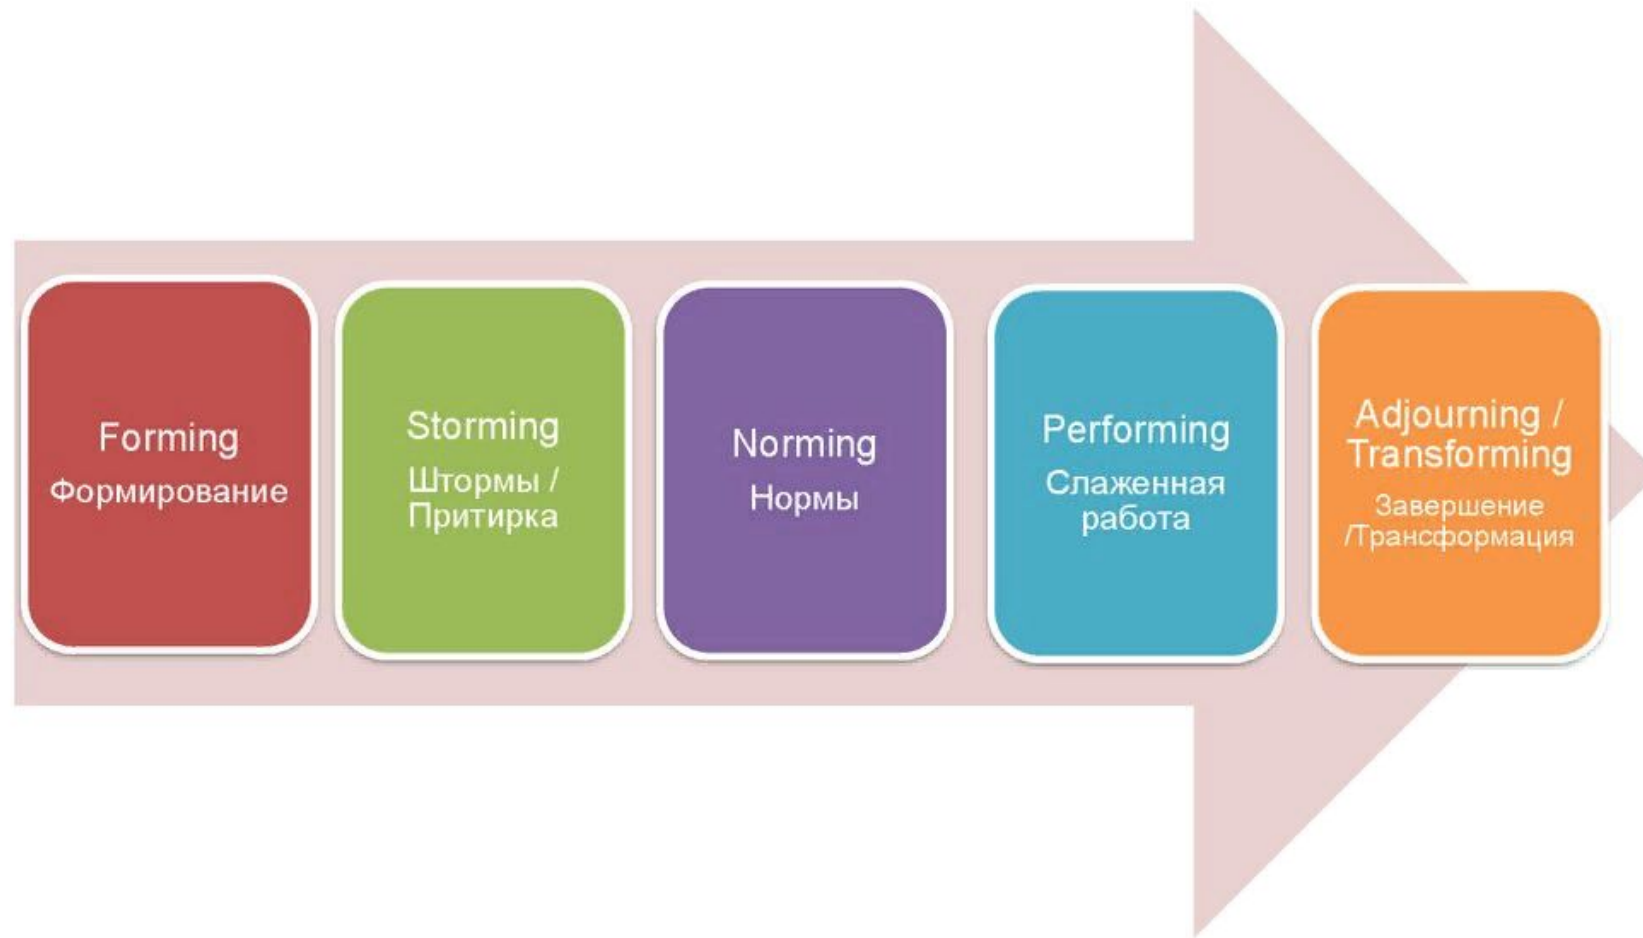 Forming
Формирование
Storming
Штормы /
Притирка
Norming
Нормы
Performing
Слаженная
работа
Adjourning /
Transforming
Завершение
/Трансформация